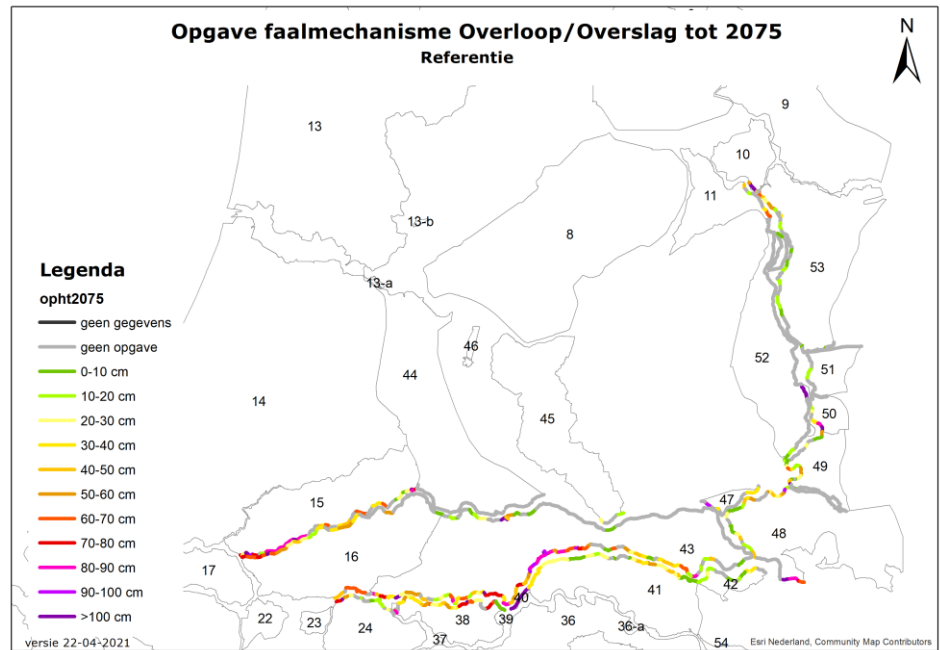 Opgave faalmechanisme Overloop/Overslag tot 2075
Referentie
N
9
13
10
11
13-b
8
53
13-a
Legenda
opht2075
geen gegevens
geen opgave
0-10 cm
10-20 cm
20-30 cm
30-40 cm
40-50 cm
50-60 cm
60-70 cm
70-80 cm
80-90 cm
90-100 cm
>100 cm
46
44
52
51
14
45
50
49
15
47
48
16
43
17
42
41
40
22
23
24
38
39
36
36-a
37
54
versie 22-04-2021
Esri Nederland, Community Map Contributors